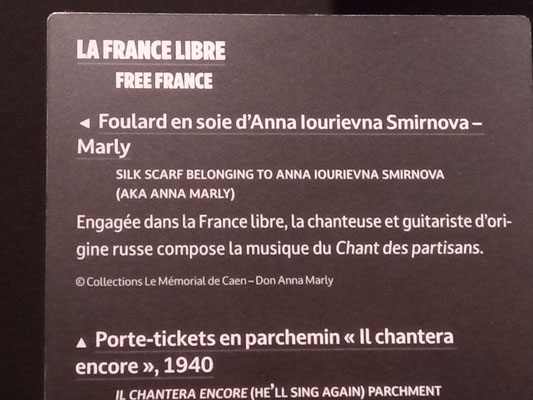 LA FRANCE LIBRE
FREE FRANCE
◄ Foulard en soie d’Anna Iourievna Smirnova –
Marly
SILK SCARF BELONGING TO ANNA IOURIEVNA SMIRNOVA
(AKA ANNA MARLY)
Engagée dans la France libre, la chanteuse et guitariste d’ori-
gine russe compose la musique du Chant des partisans.
© Collections Le Mémorial de Caen – Don Anna Marly
▲ Porte-tickets en parchemin « Il chantera
encore », 1940
IL CHANTERA ENCORE (HE’LL SING AGAIN) PARCHMENT